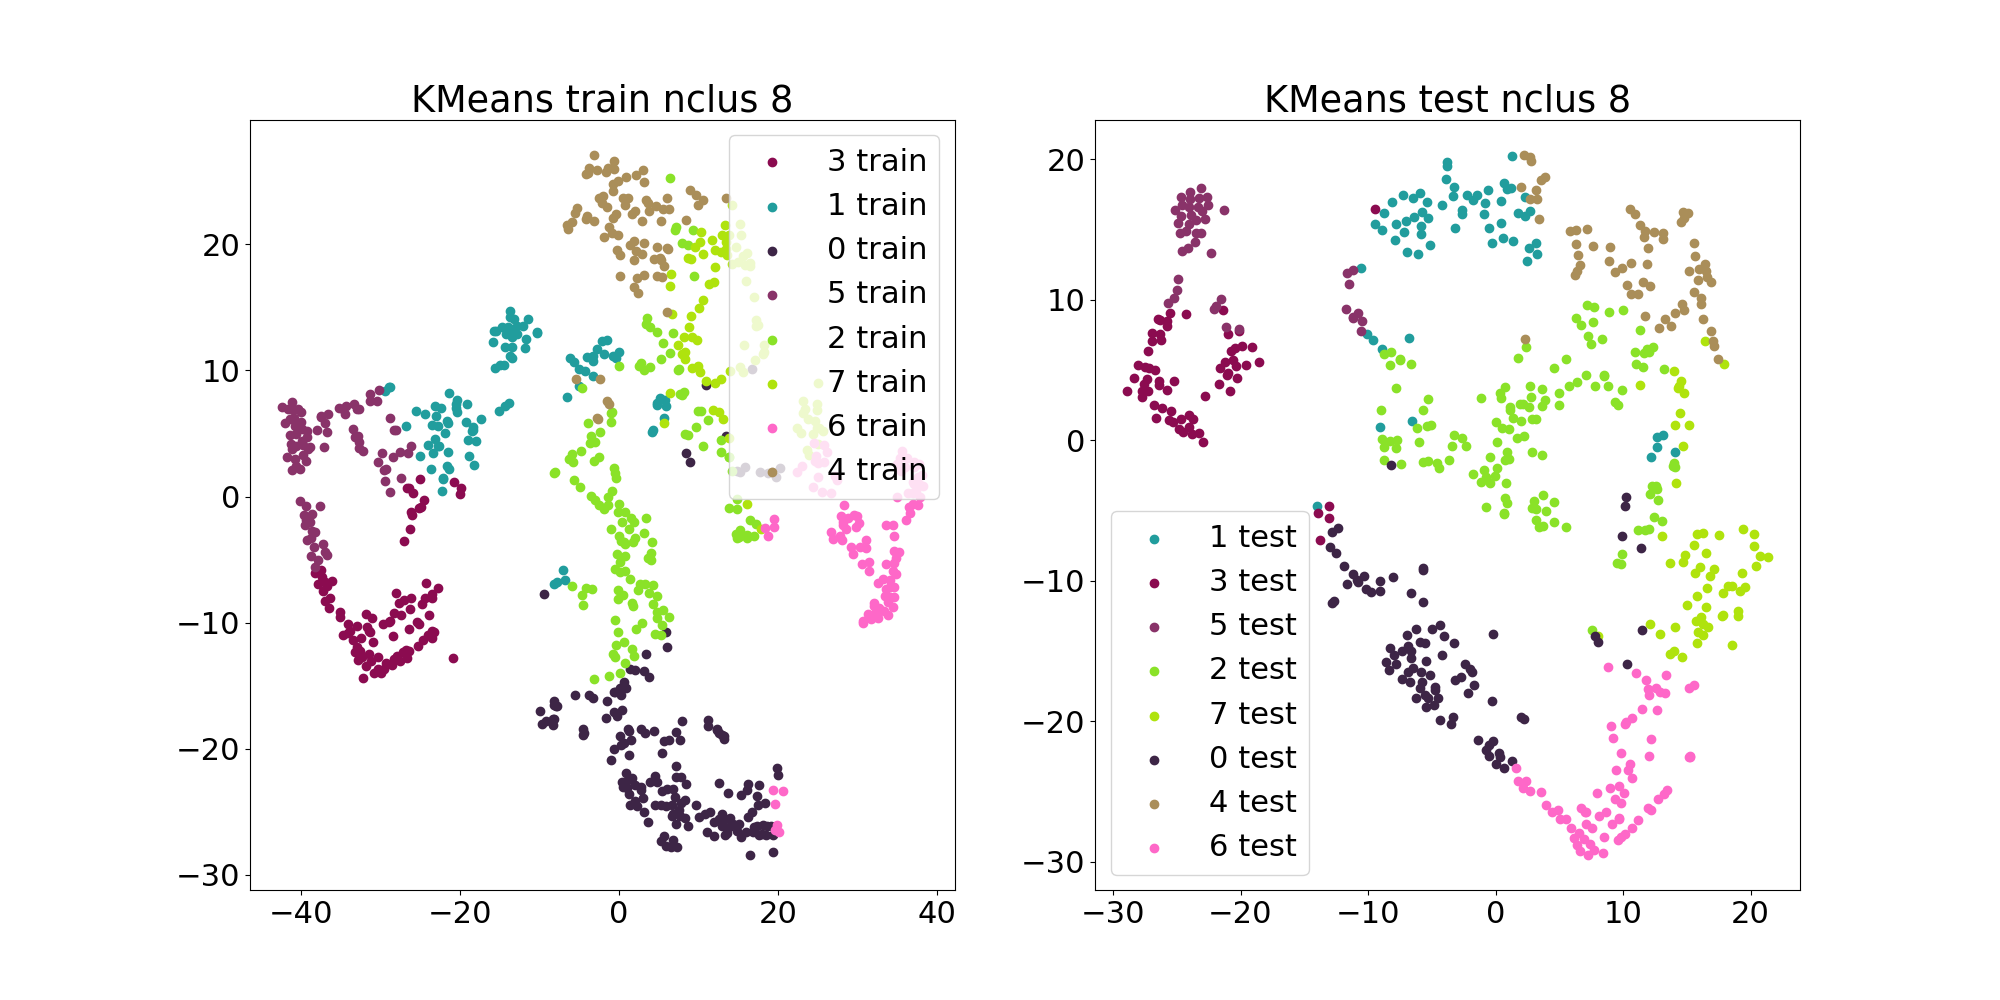 KMeans train nclus 8
20
10
0
−10
−20
−30
−40
−20
0
20
40
3 train
1 train
0 train
5 train
2 train
7 train
6 train
4 train
KMeans test nclus 8
20
10
0
−10
−20
−30
−30
−20
−10
0
10
20
1 test
3 test
5 test
2 test
7 test
0 test
4 test
6 test